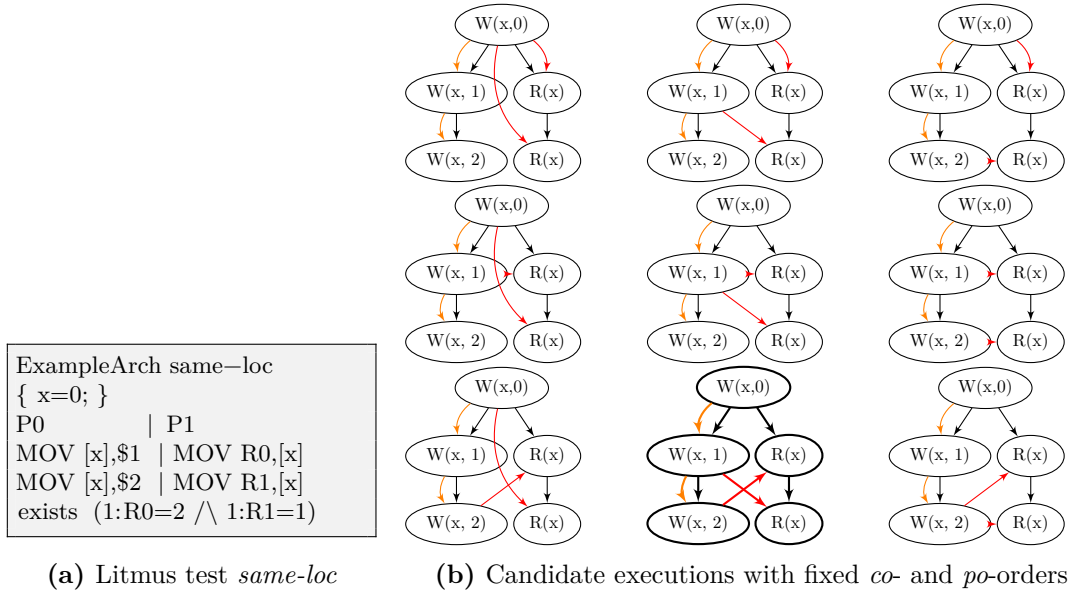 W(x,0) W(x,0) W(x,0)
W(x, 1) R(x) W(x, 1) R(x) W(x, 1) R(x)
W(x, 2) R(x) W(x, 2) R(x) W(x, 2) R(x)
W(x,0) W(x,0) W(x,0)
W(x, 1) R(x) W(x, 1) R(x) W(x, 1) R(x)
W(x, 2) R(x) W(x, 2) R(x) W(x, 2) R(x)
W(x,0) W(x,0) W(x,0)
W(x, 1) R(x) W(x, 1) R(x) W(x, 1) R(x)
W(x, 2) R(x) W(x, 2) R(x) W(x, 2) R(x)
ExampleArch same−loc
{ x=0; }
P0 | P1
MOV [x],$1 | MOV R0,[x]
MOV [x],$2 | MOV R1,[x]
exists (1:R0=2 /\ 1:R1=1)
(a) Litmus test same-loc
(b) Candidate executions with fixed co- and po-orders